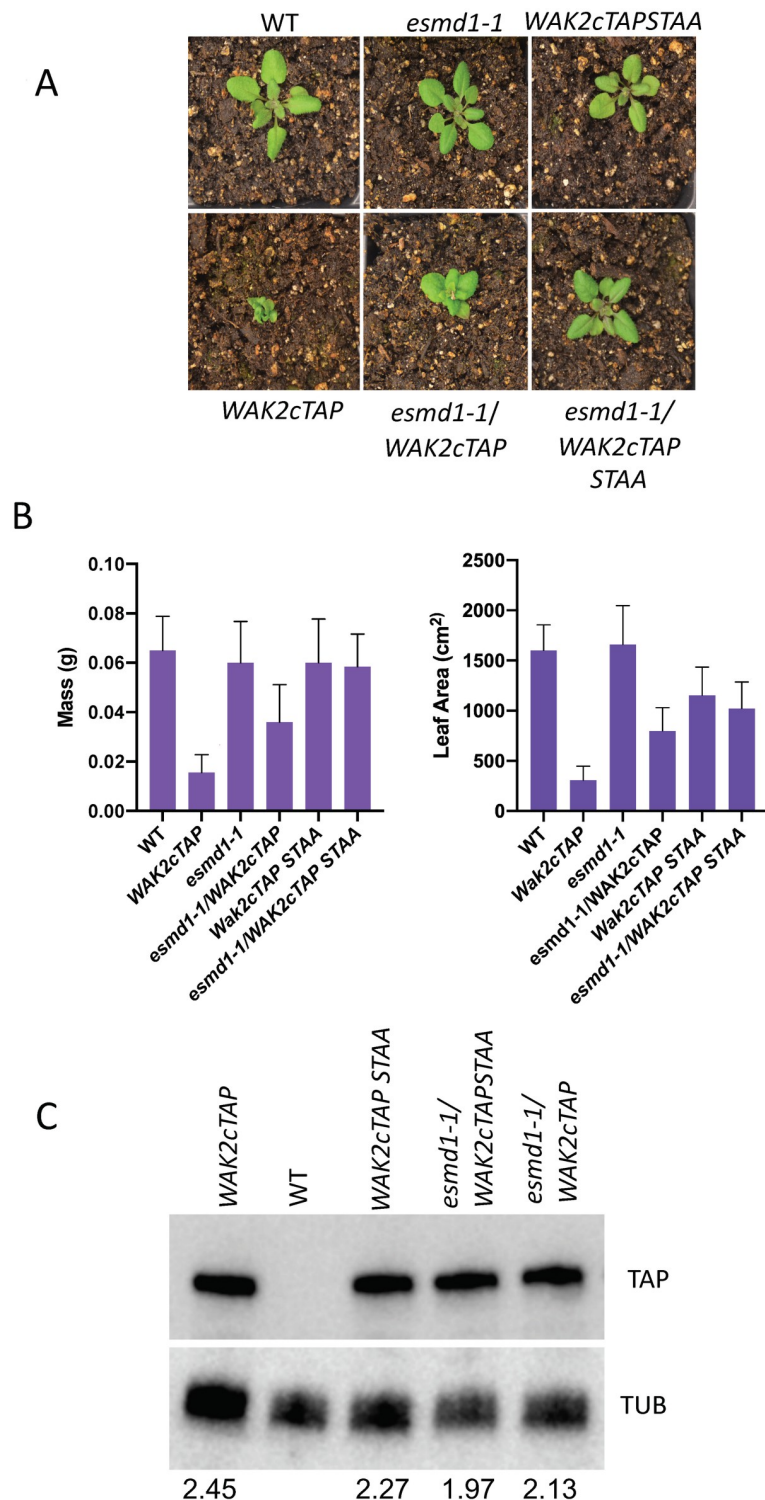 A
WT
esmd1-1
WAK2cTAPSTAA
WAK2cTAP
esmd1-1/
WAK2cTAP
esmd1-1/
WAK2cTAP
STAA
B
Mass (g)
0.10
0.08
0.06
0.04
0.02
0.00
WT
WAK2cTAP
esmd1-1
esmd1-1/WAK2cTAP
Wak2cTAP STAA
esmd1-1/WAK2cTAP STAA
Leaf Area (cm²)
2500
2000
1500
1000
500
0
WT
Wak2cTAP
esmd1-1
esmd1-1/WAK2cTAP
Wak2cTAP STAA
esmd1-1/WAK2cTAP STAA
C
WAK2cTAP
WT
WAK2cTAP STAA
esmd1-1/
WAK2cTAPSTAA
esmd1-1/
WAK2cTAP
TAP
TUB
2.45
2.27
1.97
2.13